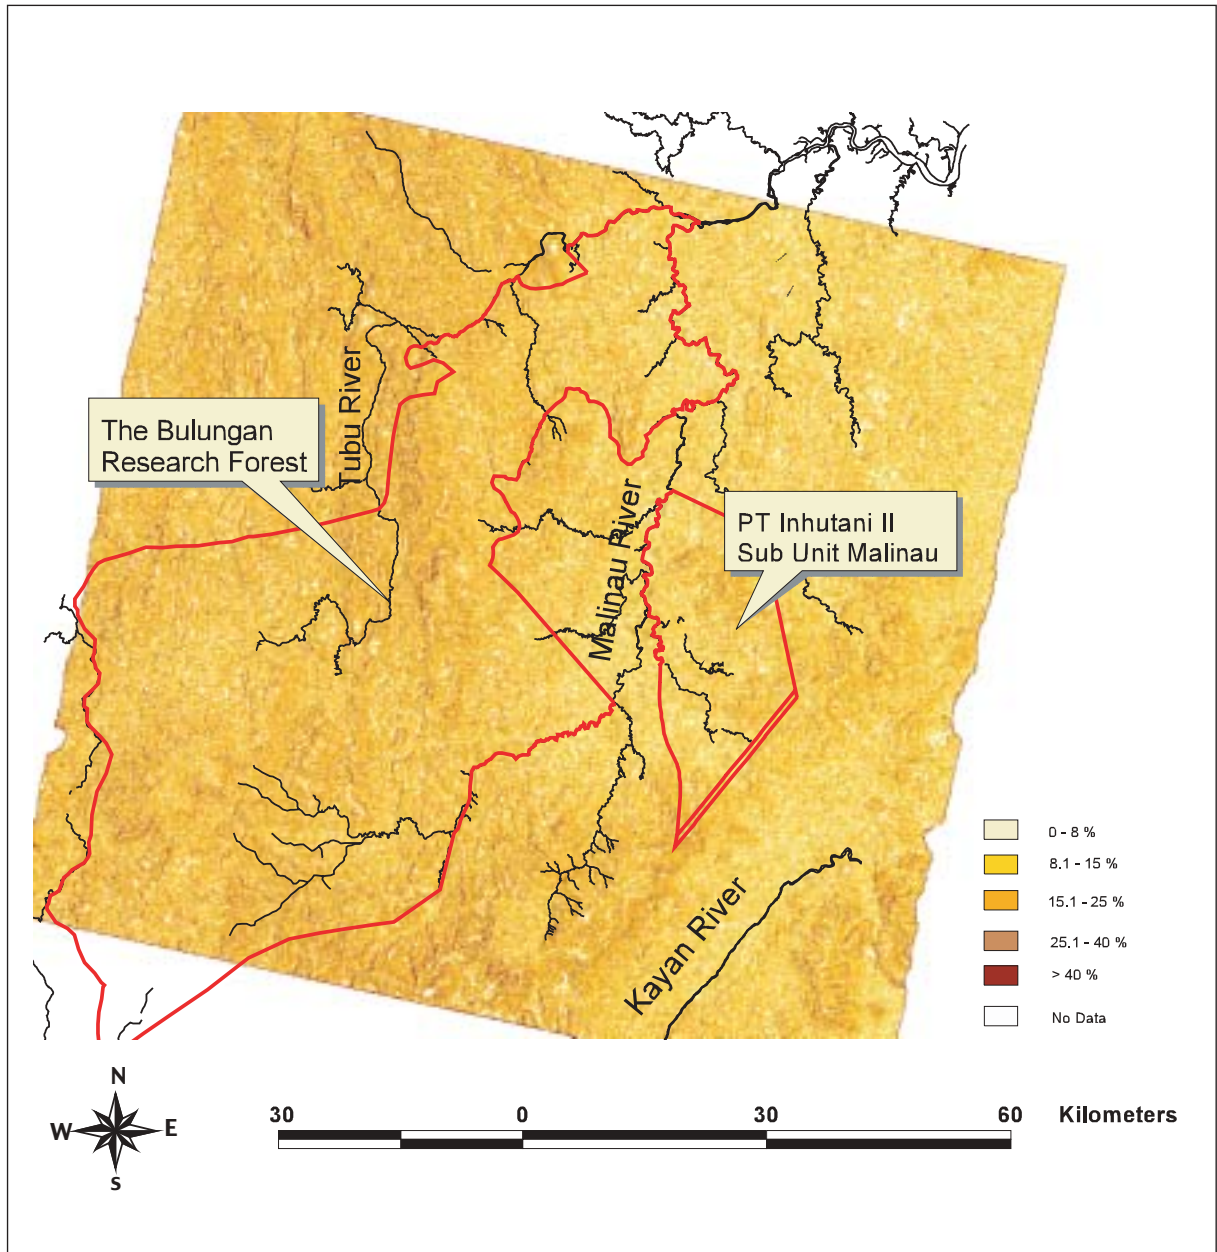 Tubu River
The Bulungan
Research Forest
Malinau River
PT Inhutani II
Sub Unit Malinau
Kayan River
0 - 8 %
8.1 - 15 %
15.1 - 25 %
25.1 - 40 %
> 40 %
No Data
N
W
E
S
30
0
30
60
Kilometers